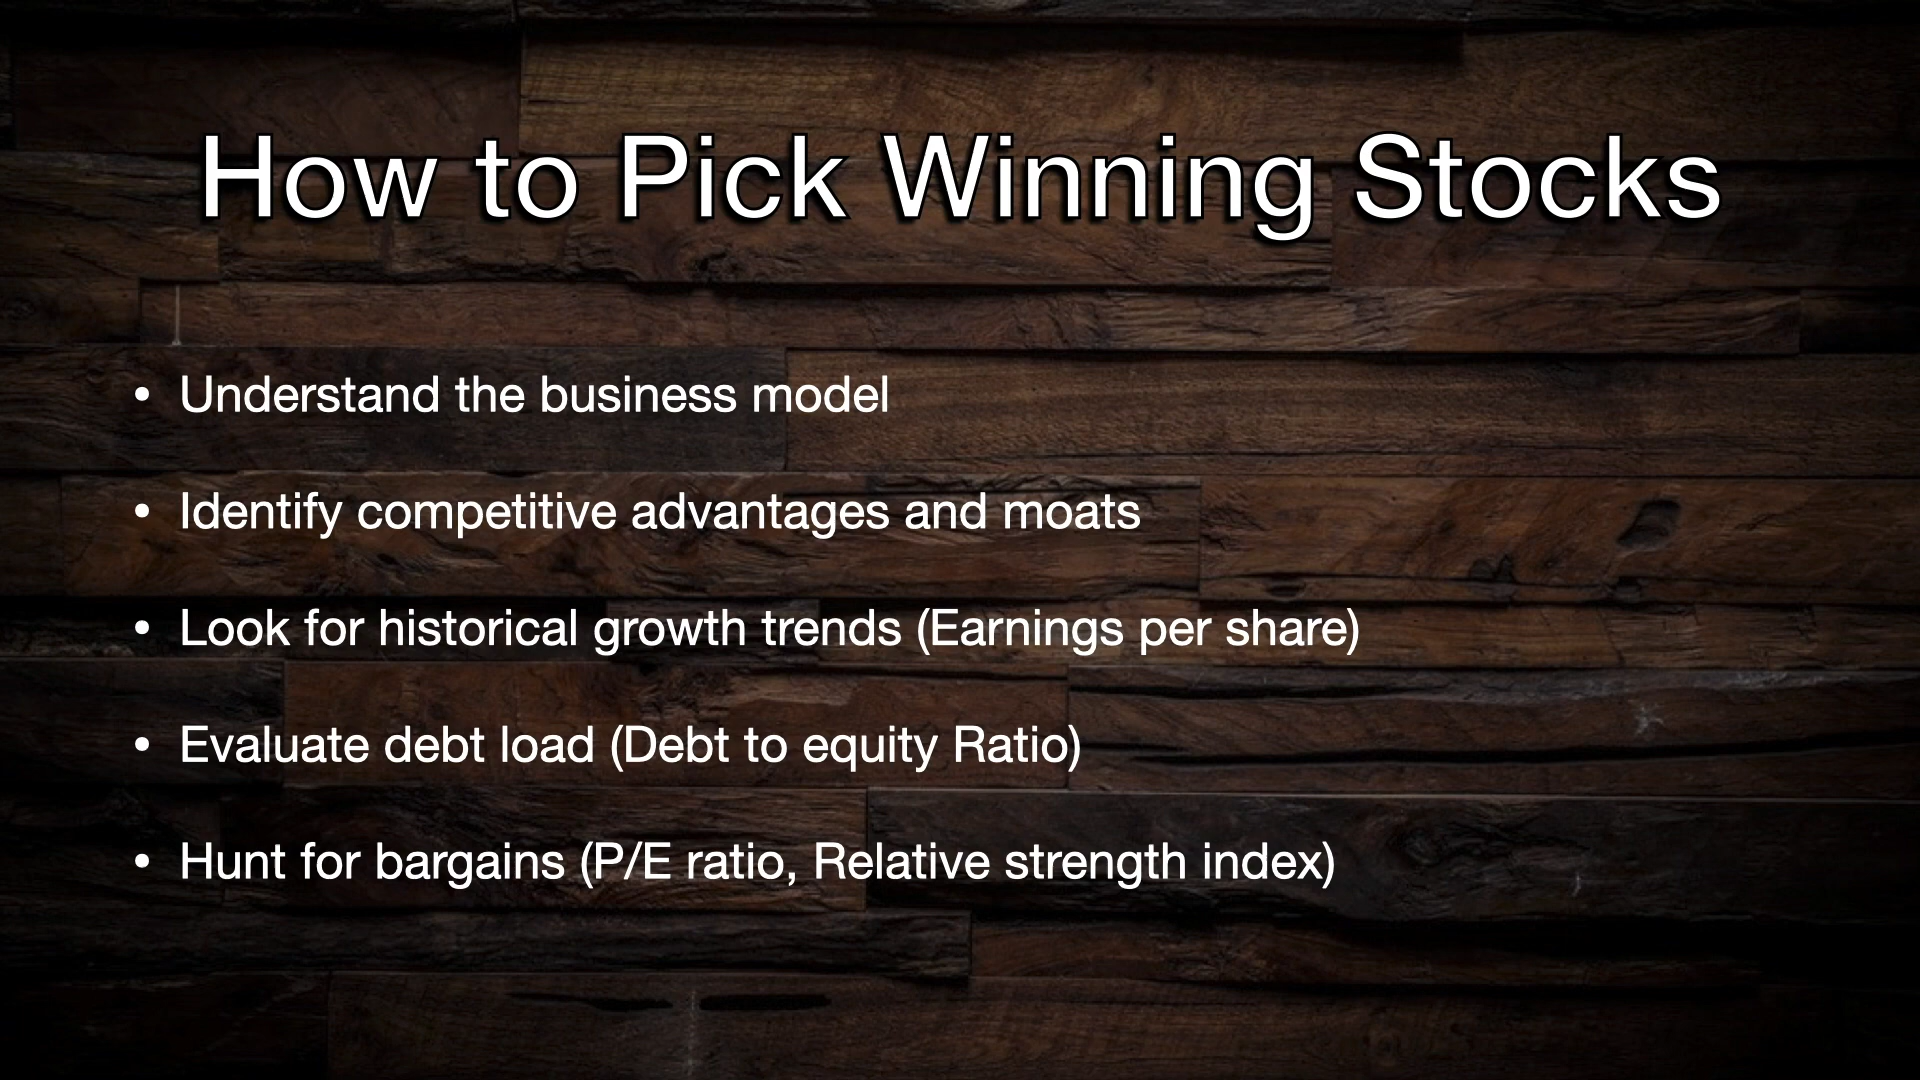 How to Pick Winning Stocks
• Understand the business model
• Identify competitive advantages and moats
• Look for historical growth trends (Earnings per share)
• Evaluate debt load (Debt to equity Ratio)
• Hunt for bargains (P/E ratio, Relative strength index)